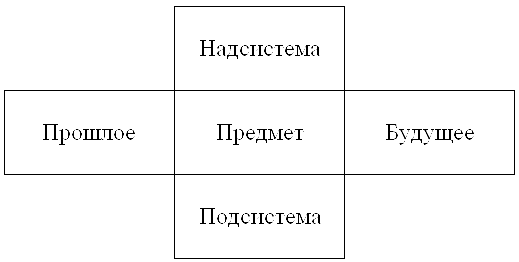 Надсистема
Прошлое Предмет Будущее
Подсистема